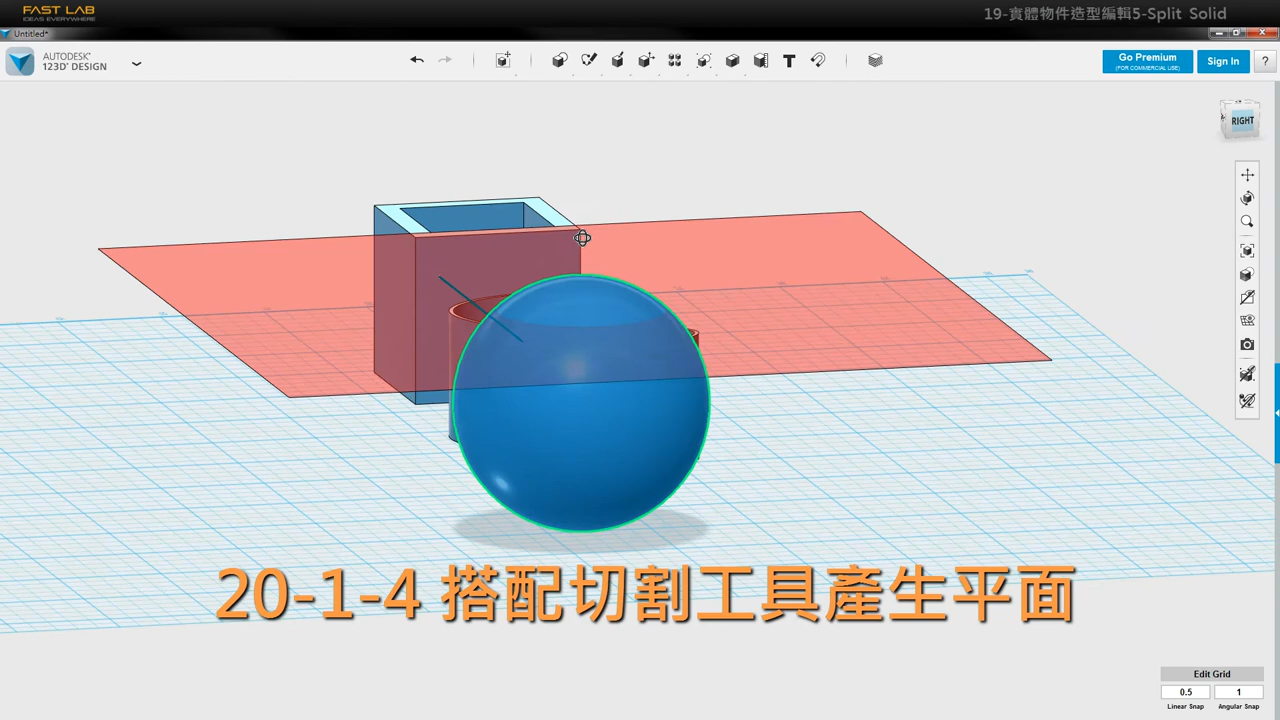 FAST LAB
IDEAS EVERYWHERE
19-實體物件造型編輯5-Split Solid
Untitled*
AUTODESK®
123D® DESIGN
Go Premium
(FOR COMMERCIAL USE)
Sign In
?
RIGHT
20-1-4 搭配切割工具產生平面
Edit Grid
0.5
1
Linear Snap
Angular Snap